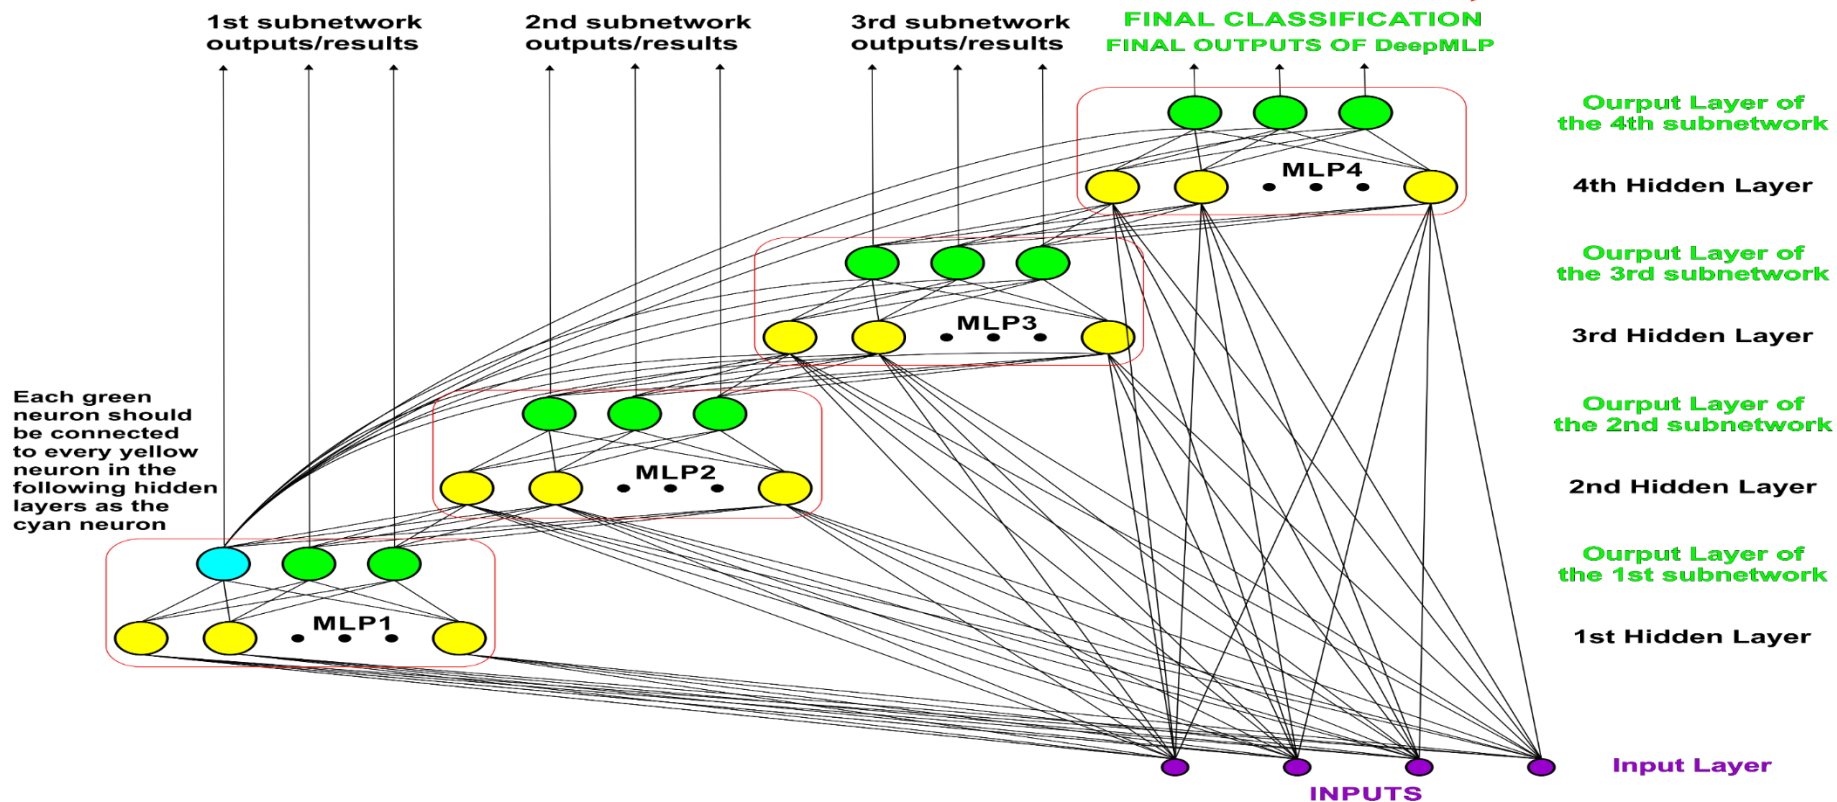 1st subnetwork
outputs/results
2nd subnetwork
outputs/results
3rd subnetwork
outputs/results
FINAL CLASSIFICATION
FINAL OUTPUTS OF DeepMLP
Ourput Layer of
the 4th subnetwork
MLP4
4th Hidden Layer
Ourput Layer of
the 3rd subnetwork
MLP3
3rd Hidden Layer
Each green
neuron should
be connected
to every yellow
neuron in the
following hidden
layers as the
cyan neuron
Ourput Layer of
the 2nd subnetwork
MLP2
2nd Hidden Layer
Ourput Layer of
the 1st subnetwork
MLP1
1st Hidden Layer
Input Layer
INPUTS